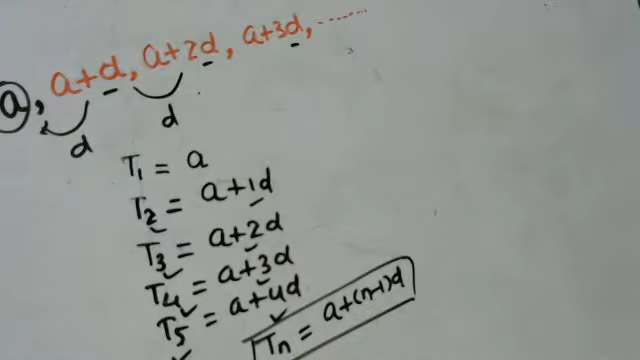 a, a+d, a+2d, a+3d, ......
d d
T₁ = a
T₂ = a+1d
T₃ = a+2d
T₄ = a+3d
T₅ = a+4d
Tₙ = a+(n-1)d